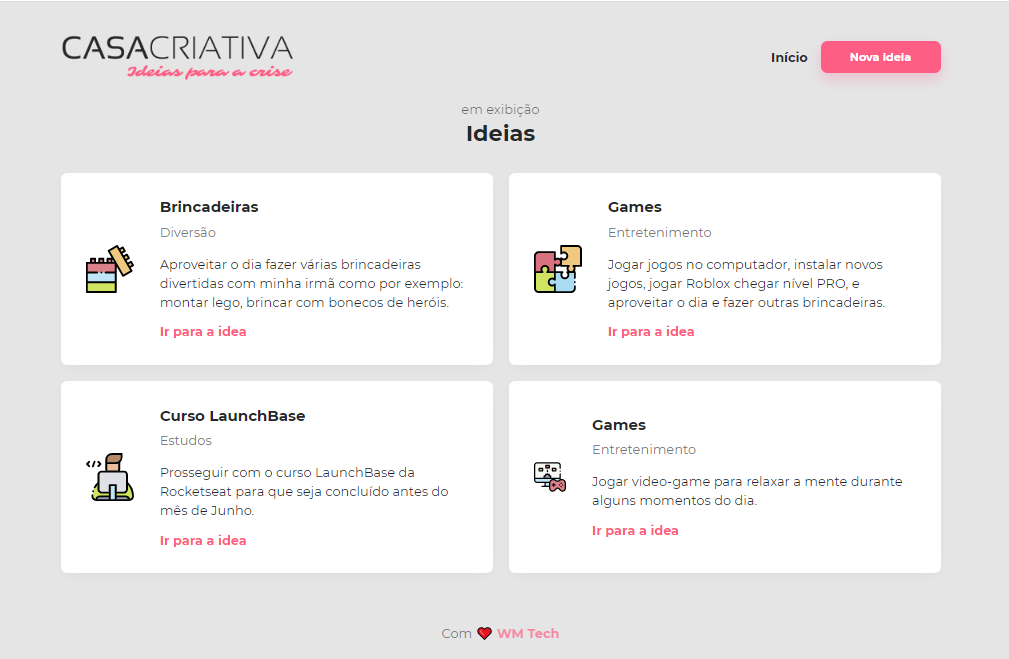 CASACRIATIVA
Ideias para a crise
Início
Nova ideia
em exibição
Ideias
Brincadeiras
Diversão
Aproveitar o dia fazer várias brincadeiras
divertidas com minha irmã como por exemplo:
montar lego, brincar com bonecos de heróis.
Ir para a idea
Games
Entretenimento
Jogar jogos no computador, instalar novos
jogos, jogar Roblox chegar nível PRO, e
aproveitar o dia e fazer outras brincadeiras.
Ir para a idea
Curso LaunchBase
Estudos
Prosseguir com o curso LaunchBase da
Rocketseat para que seja concluído antes do
mês de Junho.
Ir para a idea
Games
Entretenimento
Jogar video-game para relaxar a mente durante
alguns momentos do dia.
Ir para a idea
Com ❤ WM Tech